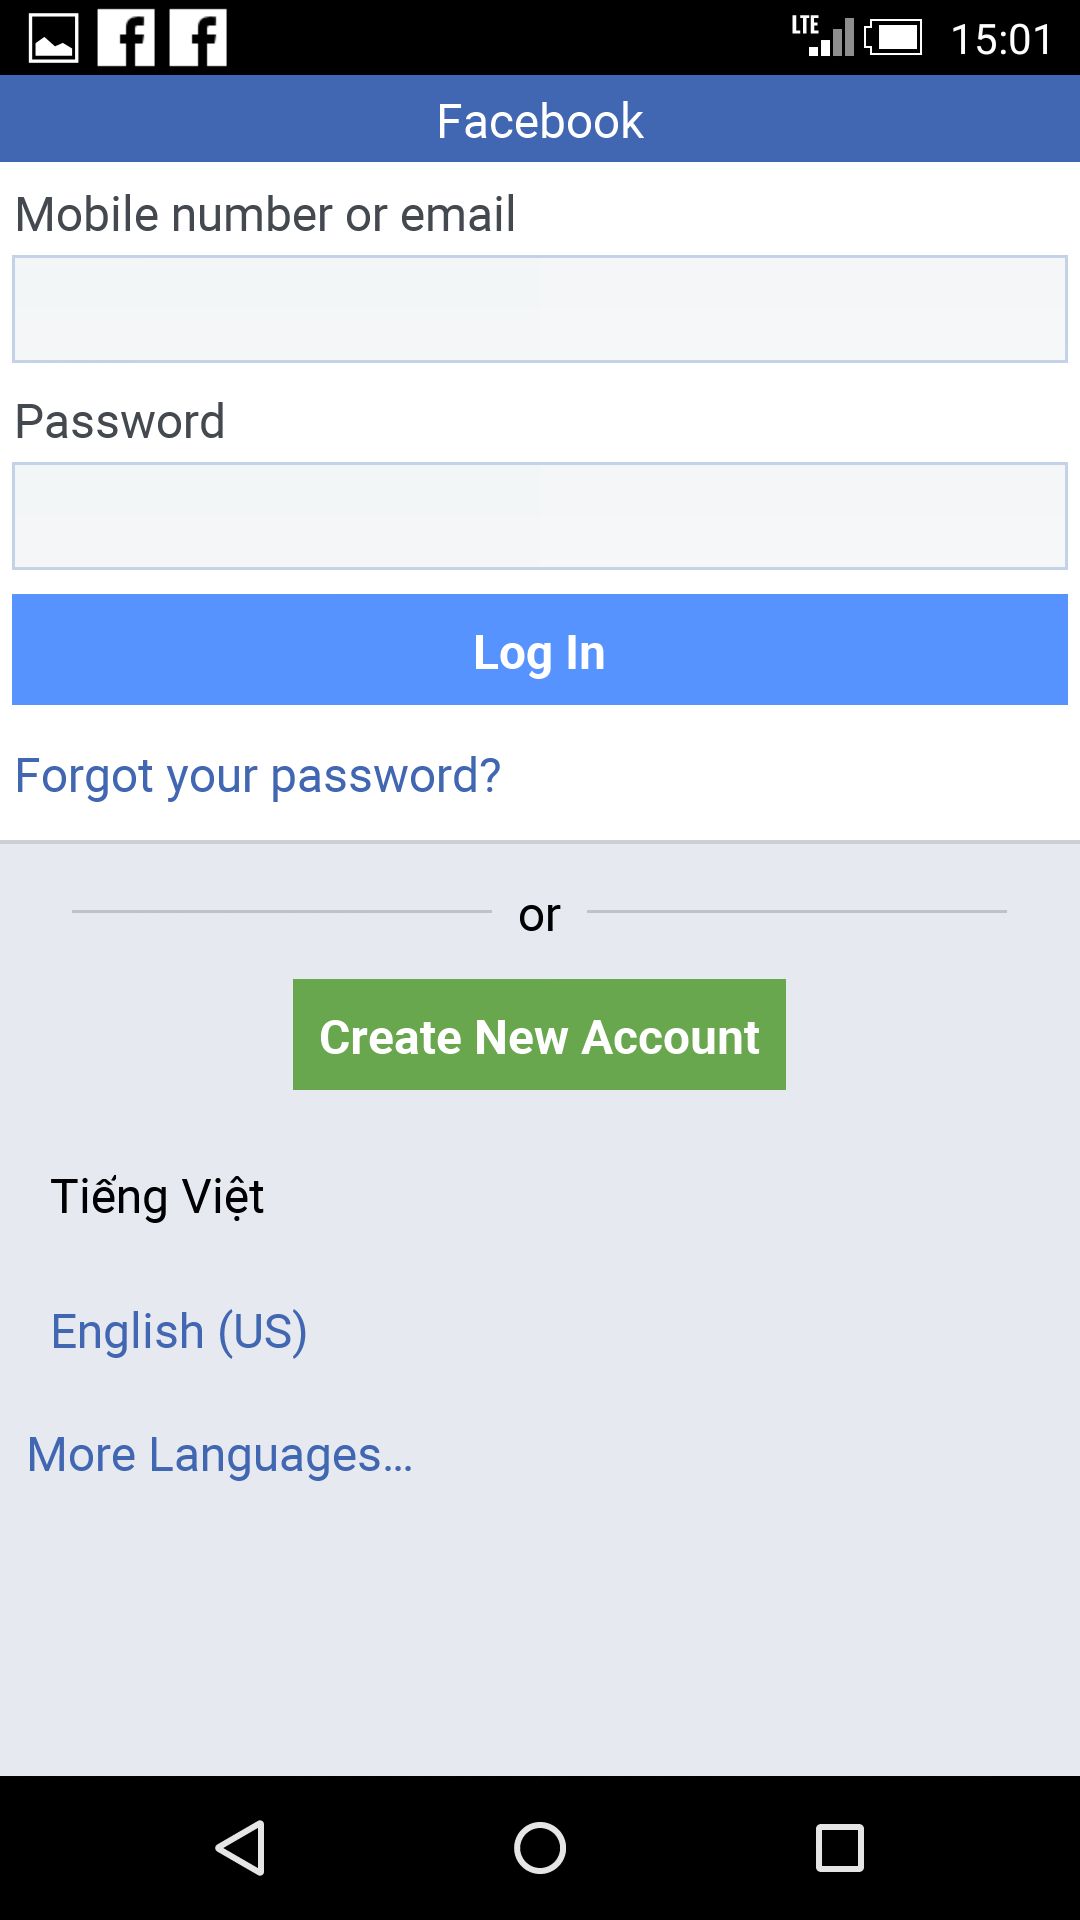 LTE 15:01
Facebook
Mobile number or email
Password
Log In
Forgot your password?
or
Create New Account
Tiếng Việt
English (US)
More Languages...